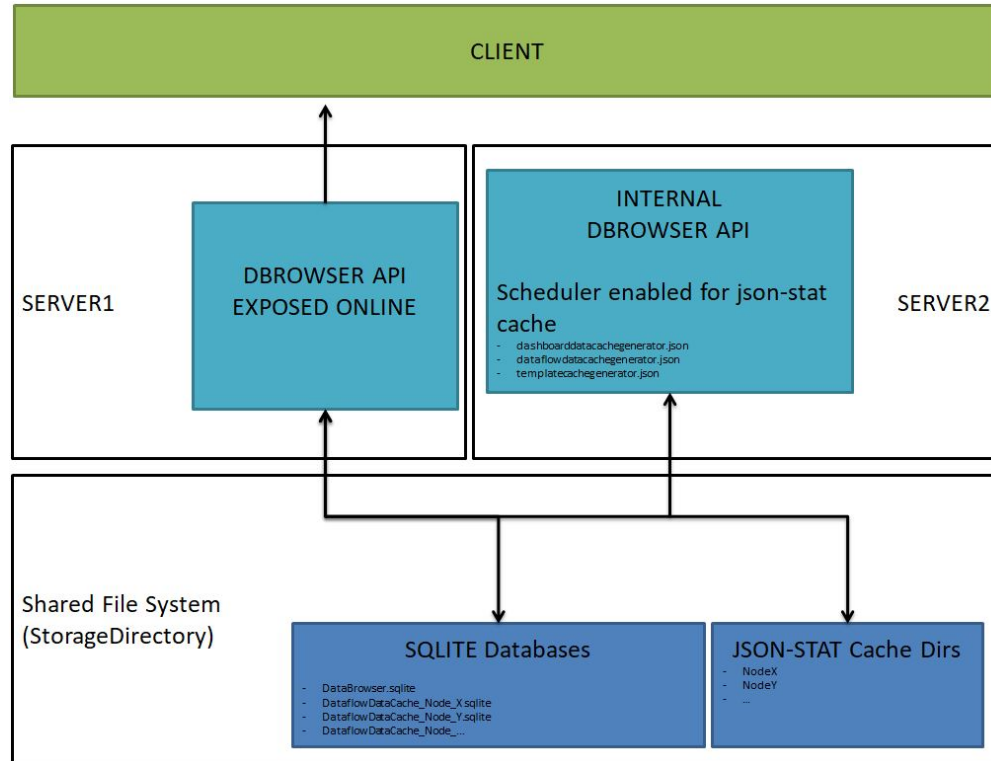 CLIENT
SERVER1
DBROWSER API
EXPOSED ONLINE
INTERNAL
DBROWSER API
Scheduler enabled for json-stat
cache
- dashboarddatacachegenerator.json
- dataflowdatacachegenerator.json
- templatecachegenerator.json
SERVER2
Shared File System
(StorageDirectory)
SQLITE Databases
- DataBrowser.sqlite
- DataflowDataCache_Node_X.sqlite
- DataflowDataCache_Node_Y.sqlite
- DataflowDataCache_Node_...
JSON-STAT Cache Dirs
- NodeX
- NodeY
- ...